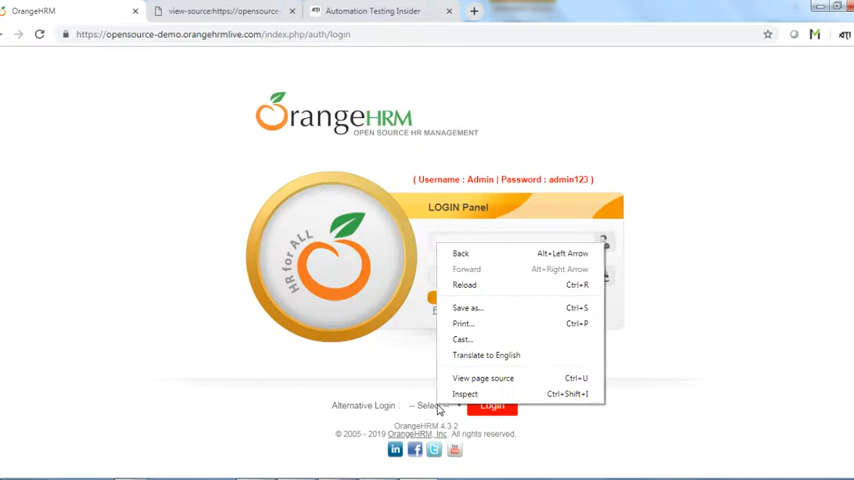 OrangeHRM
view-source:https://opensource-
Automation Testing Insider
https://opensource-demo.orangehrmlive.com/index.php/auth/login
OrangeHRM
OPEN SOURCE HR MANAGEMENT
( Username : Admin | Password : admin123 )
LOGIN Panel
HR for ALL
Back Alt+Left Arrow
Forward Alt+Right Arrow
Reload Ctrl+R
Save as... Ctrl+S
Print... Ctrl+P
Cast...
Translate to English
View page source Ctrl+U
Inspect Ctrl+Shift+I
Alternative Login : -- Select Login
OrangeHRM 4.3.2
© 2005 - 2019 OrangeHRM, Inc. All rights reserved.